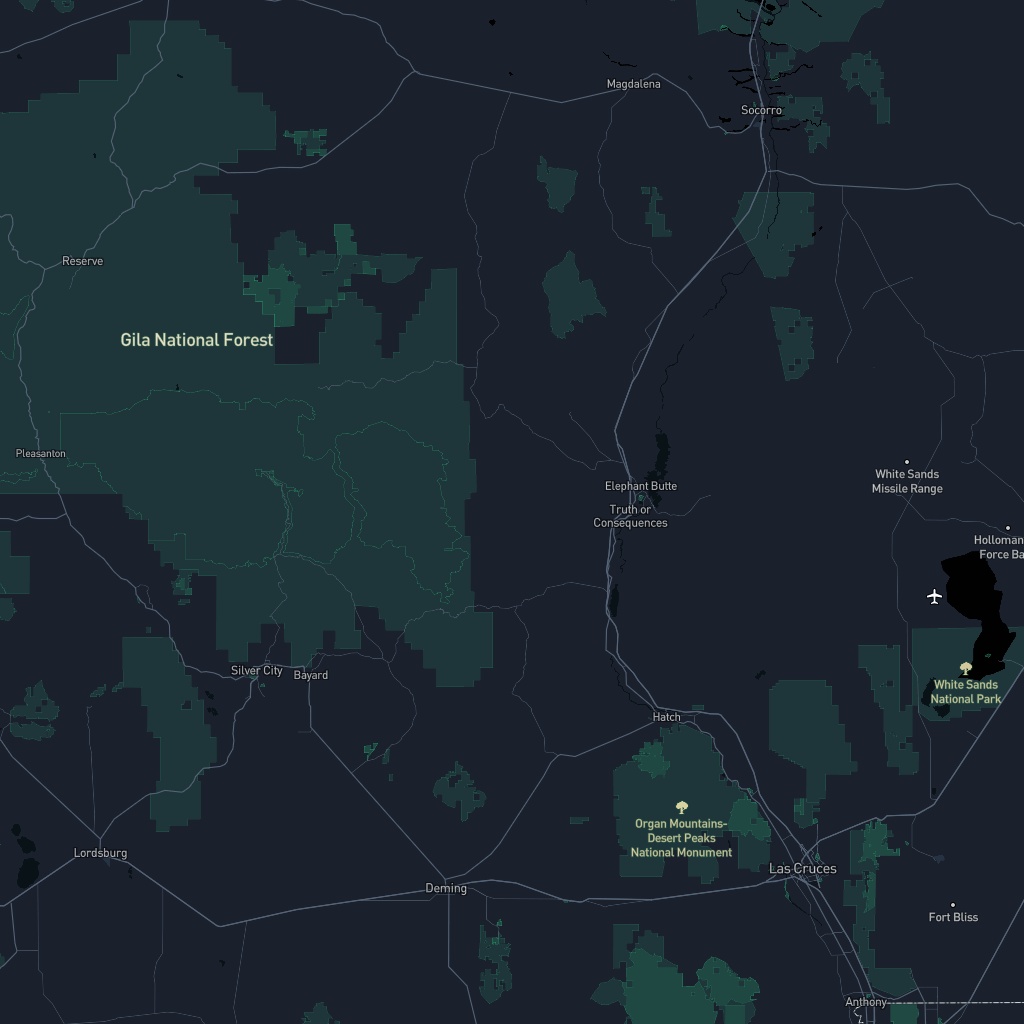 Magdalena
Socorro
Reserve
Gila National Forest
Pleasanton
White Sands
Missile Range
Elephant Butte
Truth or
Consequences
Holloman
Force Ba
Silver City
Bayard
White Sands
National Park
Hatch
Organ Mountains-
Desert Peaks
National Monument
Lordsburg
Las Cruces
Deming
Fort Bliss
Anthony